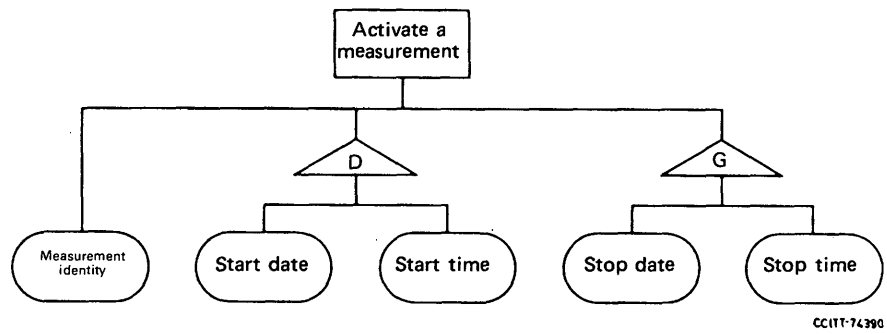 Activate a
measurement
D
G
Measurement
identity
Start date
Start time
Stop date
Stop time
CCITT-74390